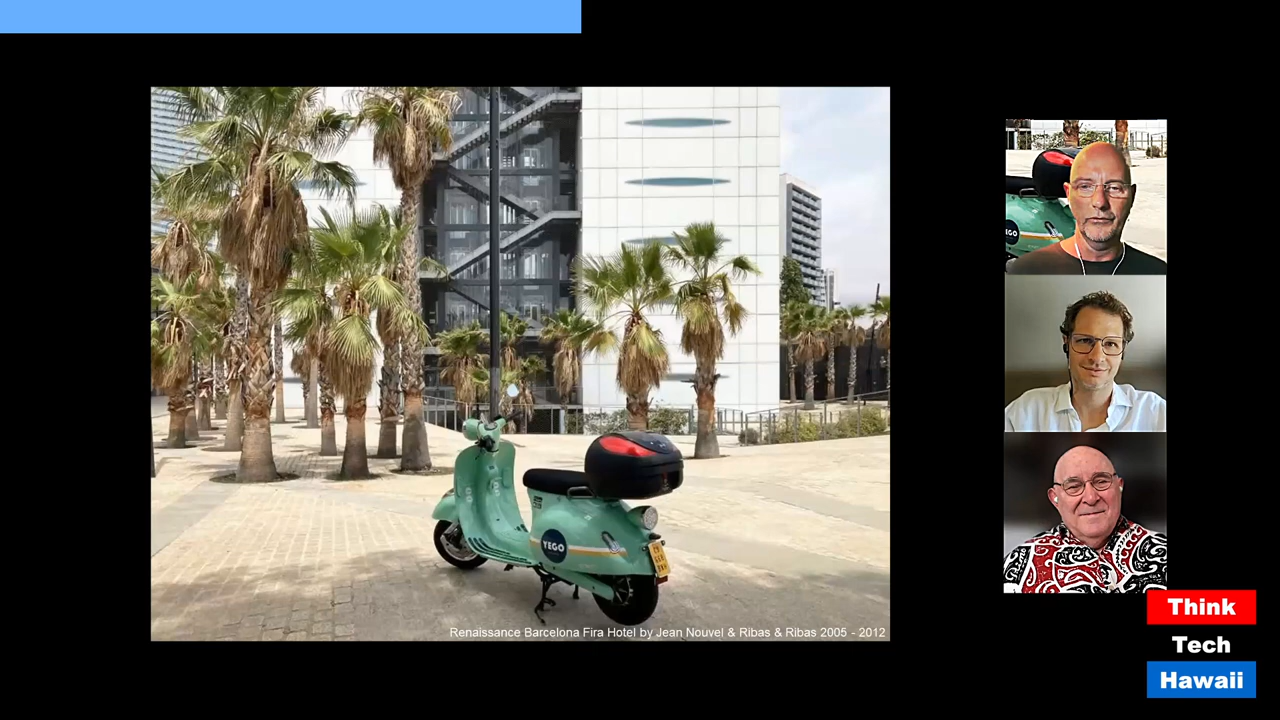 YEGO
Renaissance Barcelona Fira Hotel by Jean Nouvel & Ribas & Ribas 2005 - 2012
Think
Tech
Hawaii